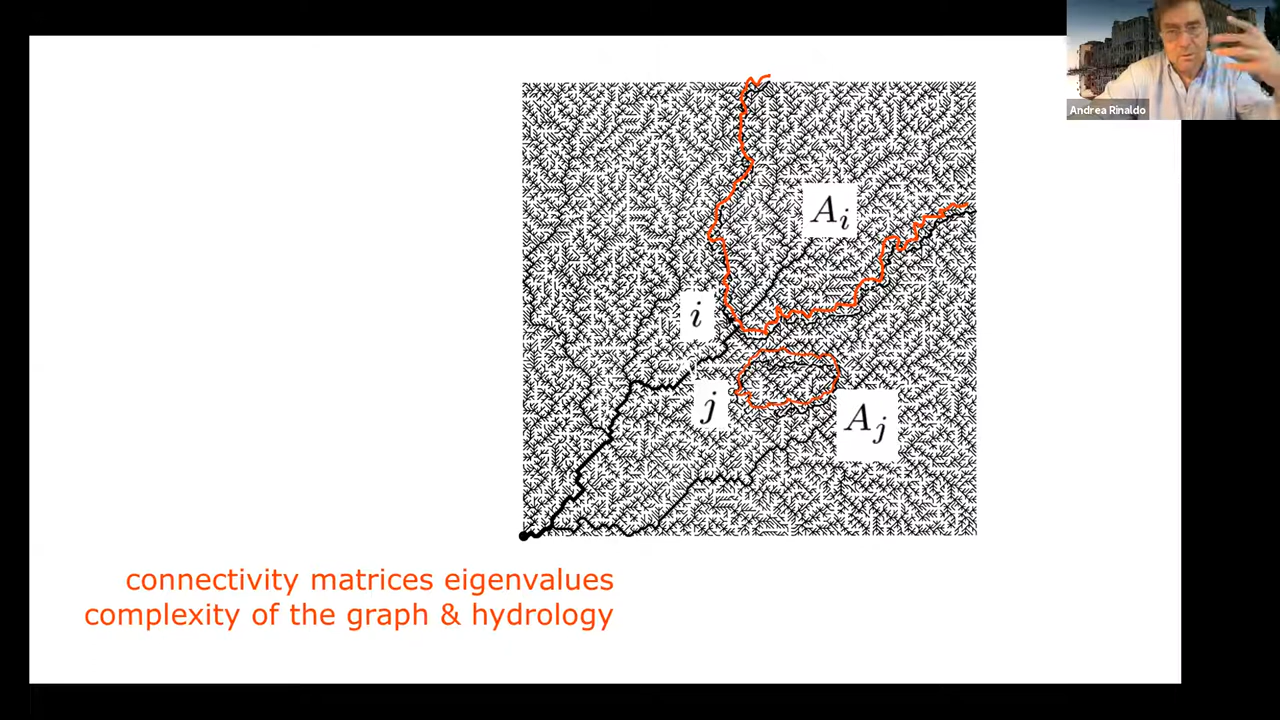 Andrea Rinaldo
A_i
i
j
A_j
connectivity matrices eigenvalues
complexity of the graph & hydrology